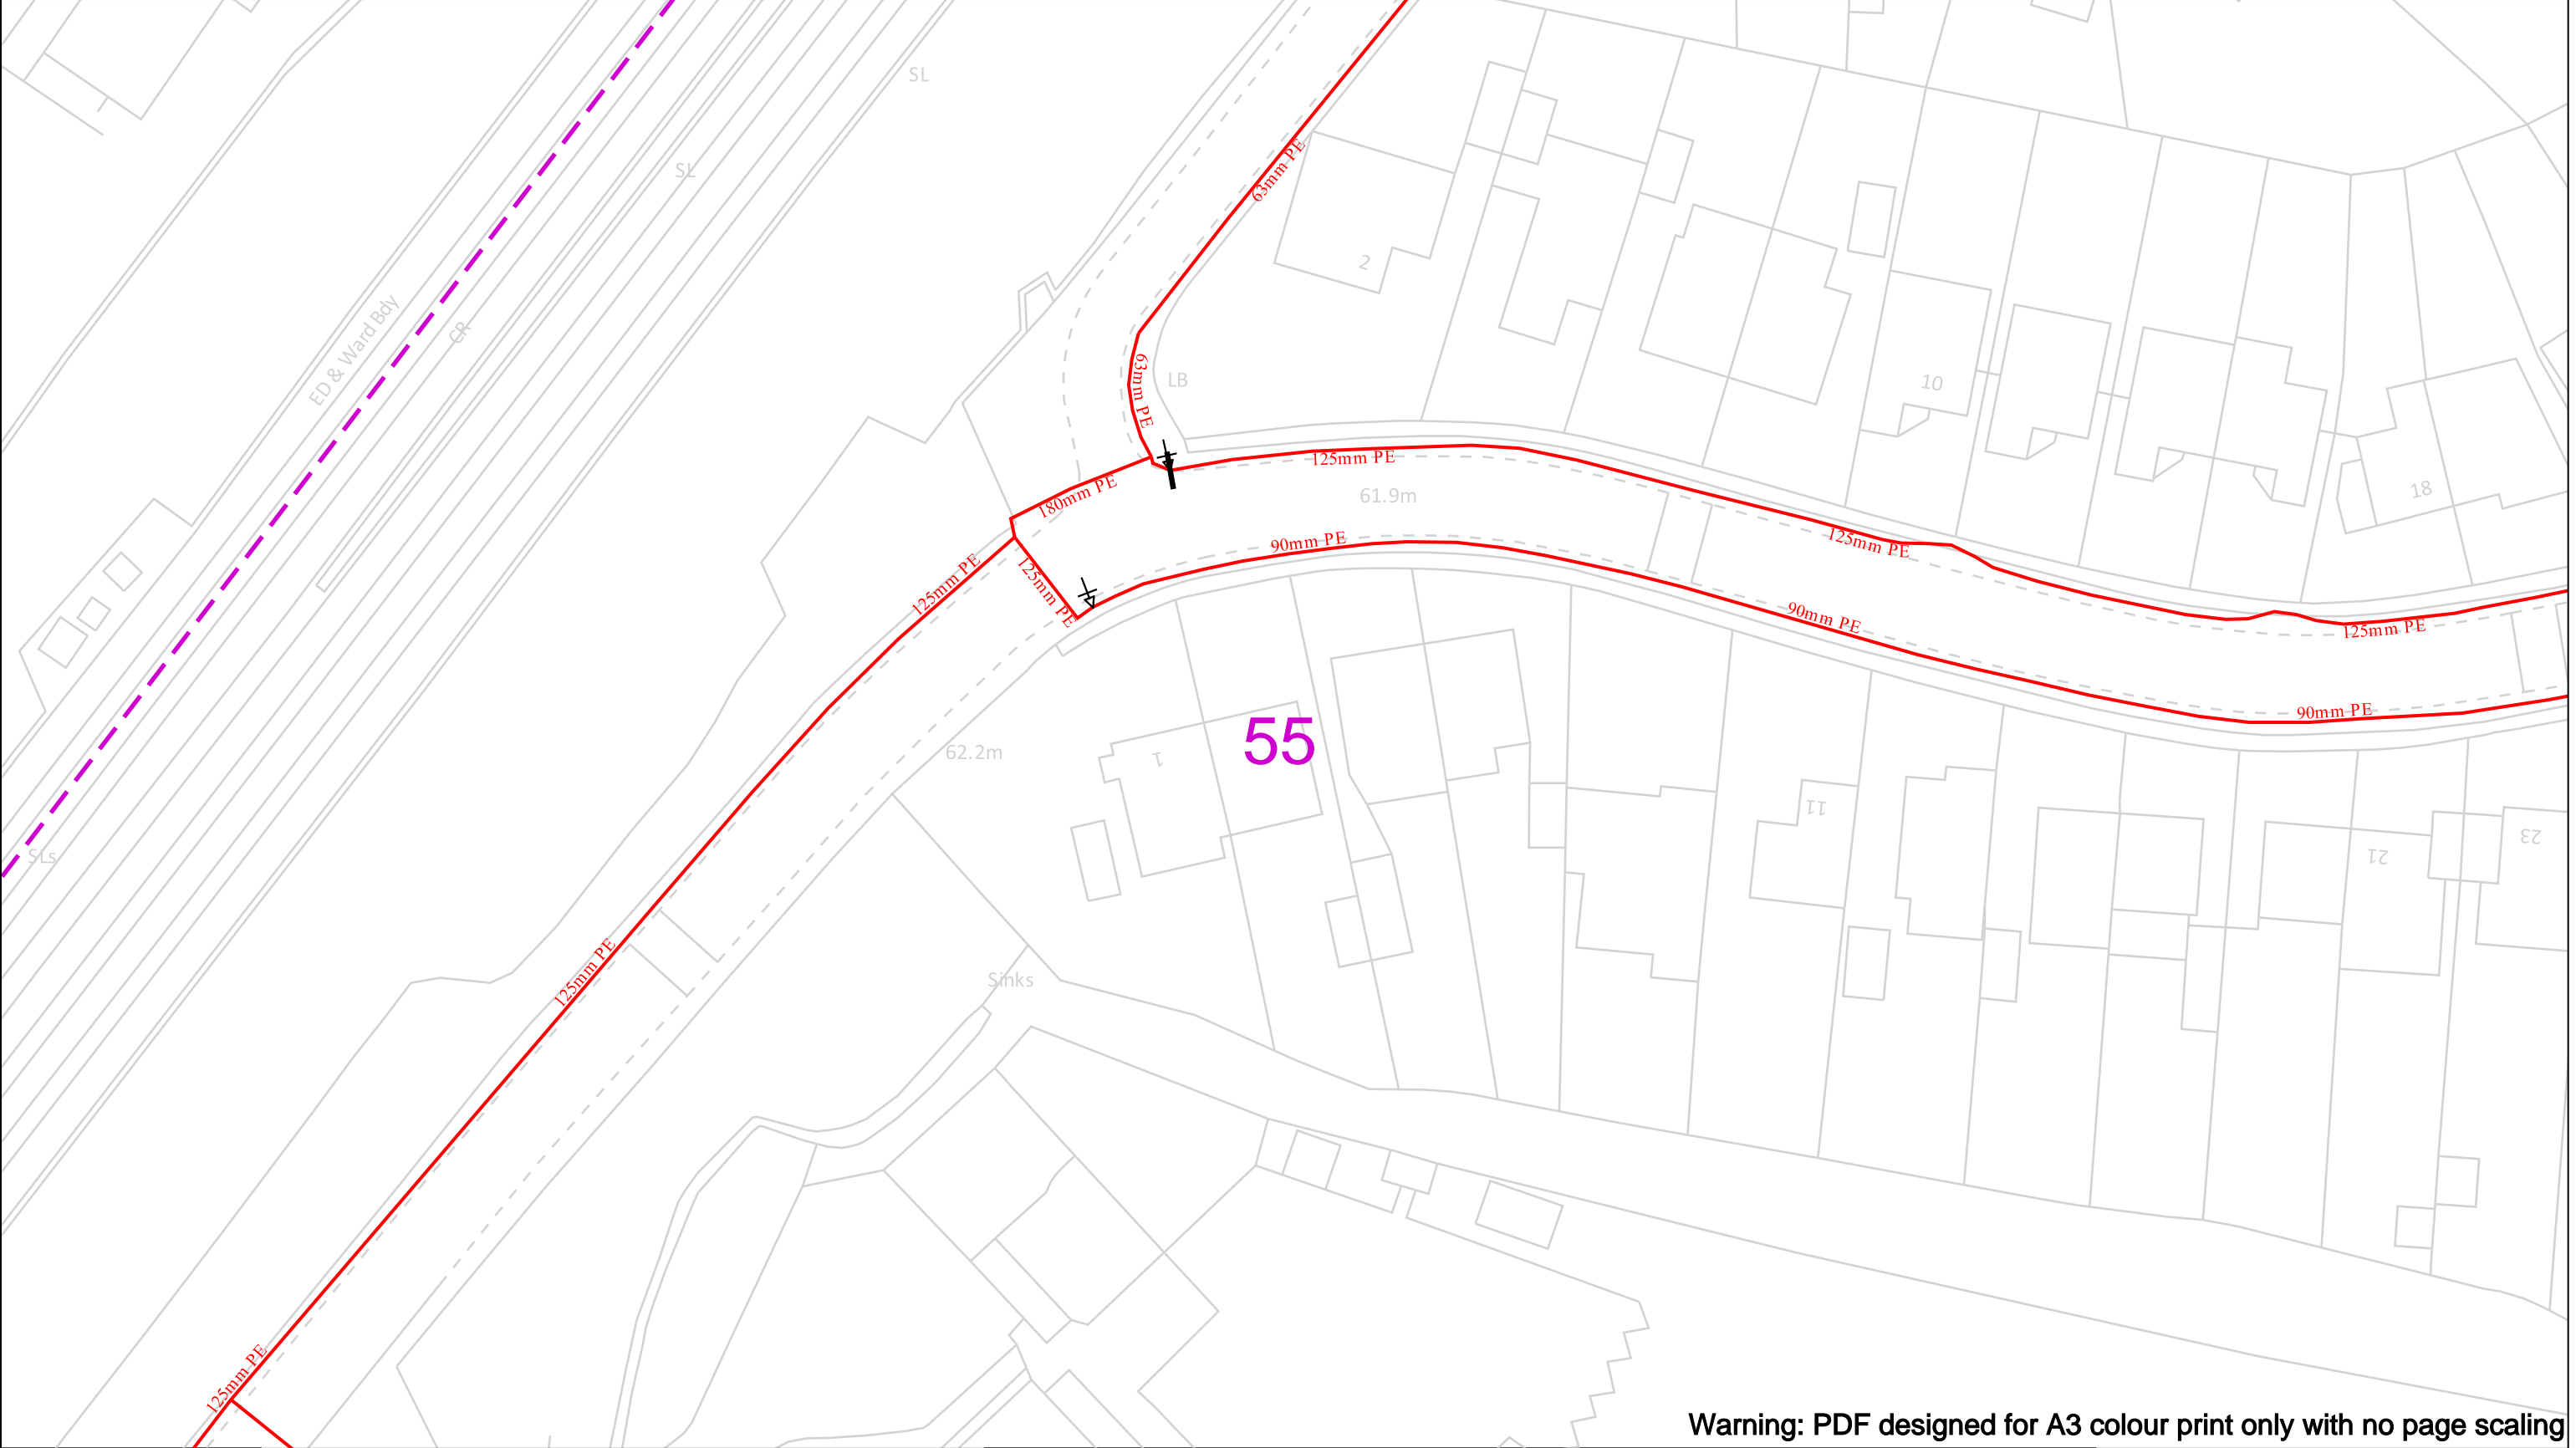 SL
SL
63mm PE
2
ED & Ward Bdy
CR
63mm PE
LB
10
125mm PE
180mm PE
61.9m
18
90mm PE
125mm PE
125mm PE
125mm PE
90mm PE
125mm PE
90mm PE
55
62.2m
1
11
21
23
SLs
125mm PE
Sinks
125mm PE
Warning: PDF designed for A3 colour print only with no page scaling